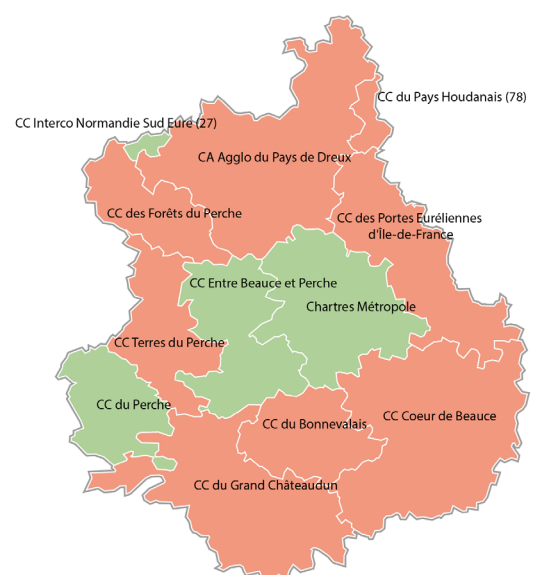 CC du Pays Houdanais (78)
CC Interco Normandie Sud Eure (27)
CA Agglo du Pays de Dreux
CC des Forêts du Perche
CC des Portes Euréliennes
d'Île-de-France
CC Entre Beauce et Perche
Chartres Métropole
CC Terres du Perche
CC du Perche
CC Coeur de Beauce
CC du Bonnevalais
CC du Grand Châteaudun